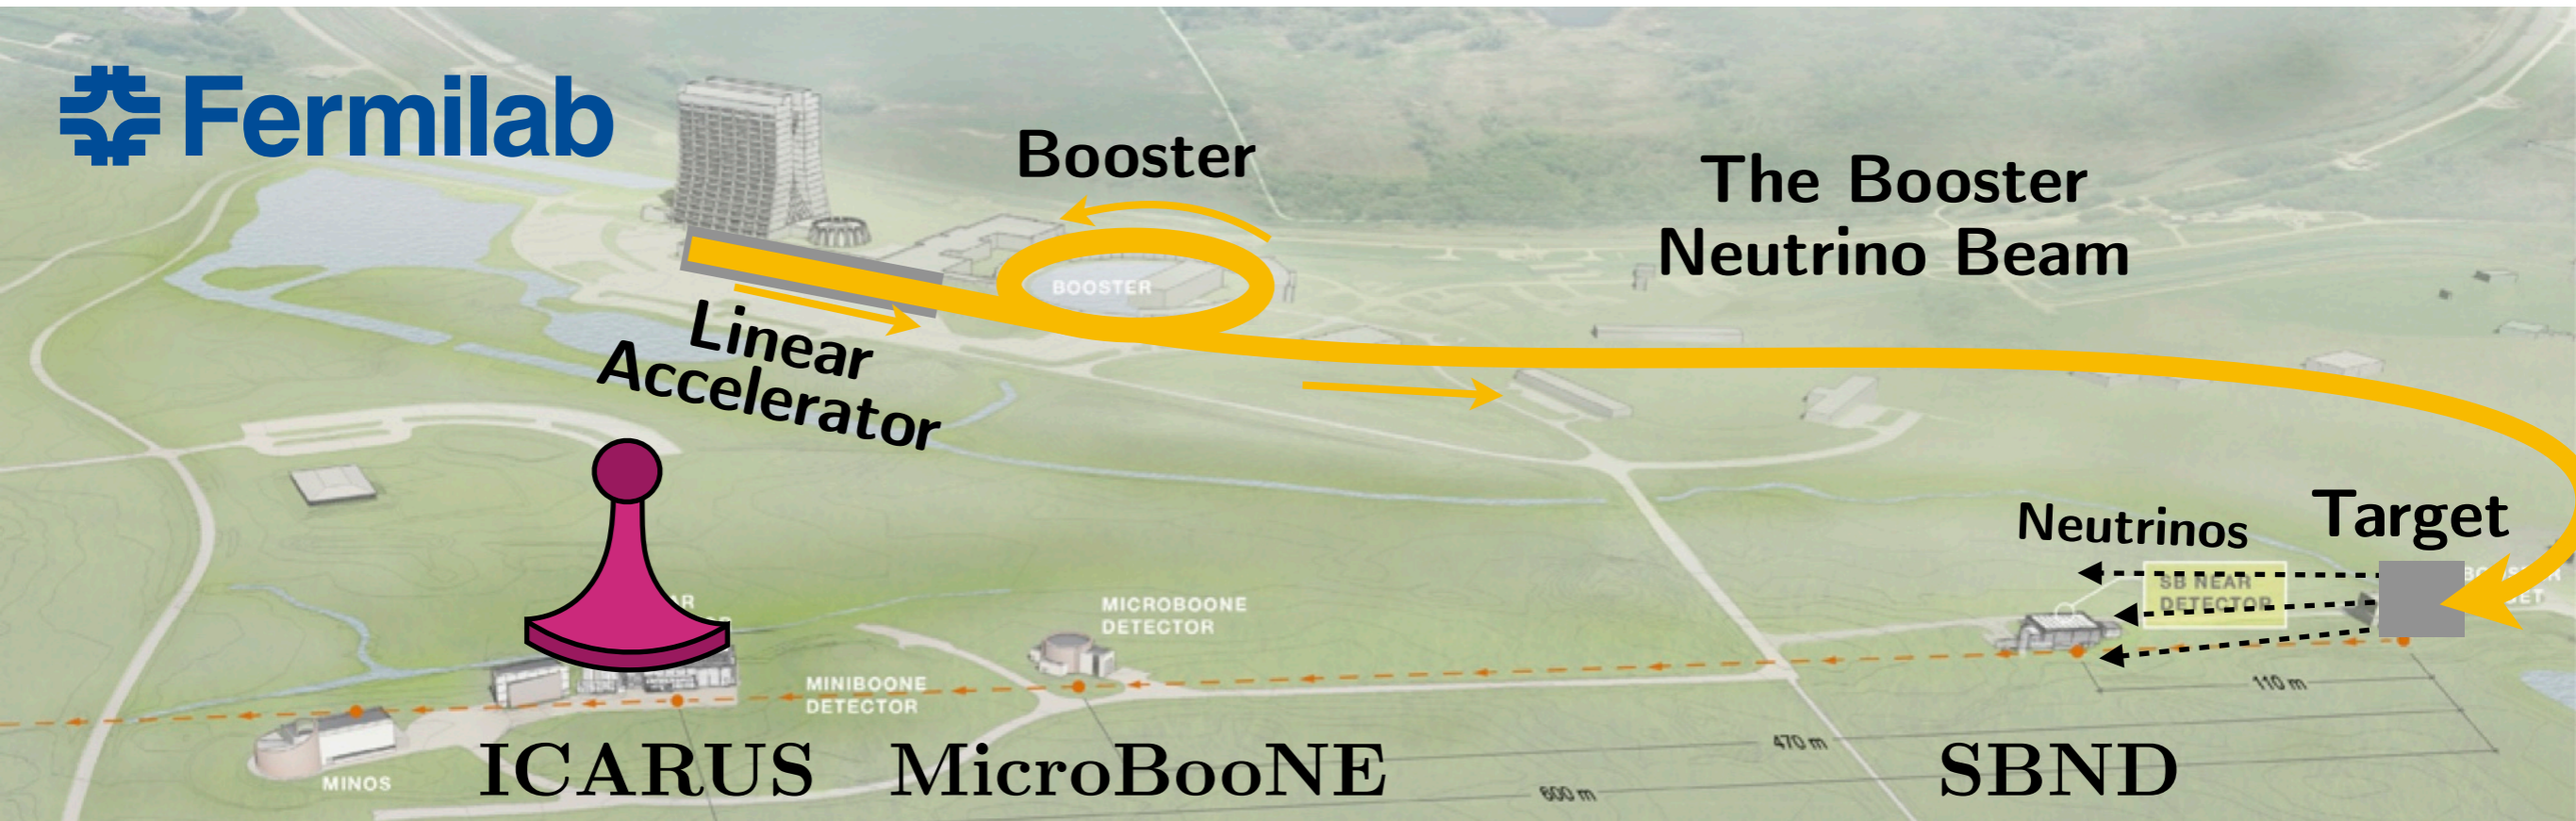 Fermilab
Booster
The Booster
Neutrino Beam
BOOSTER
Linear
Accelerator
Neutrinos
Target
SB NEAR
DETECTOR
MICROBOONE
DETECTOR
MINIBOONE
DETECTOR
110 m
470 m
600 m
MINOS
ICARUS
MicroBooNE
SBND